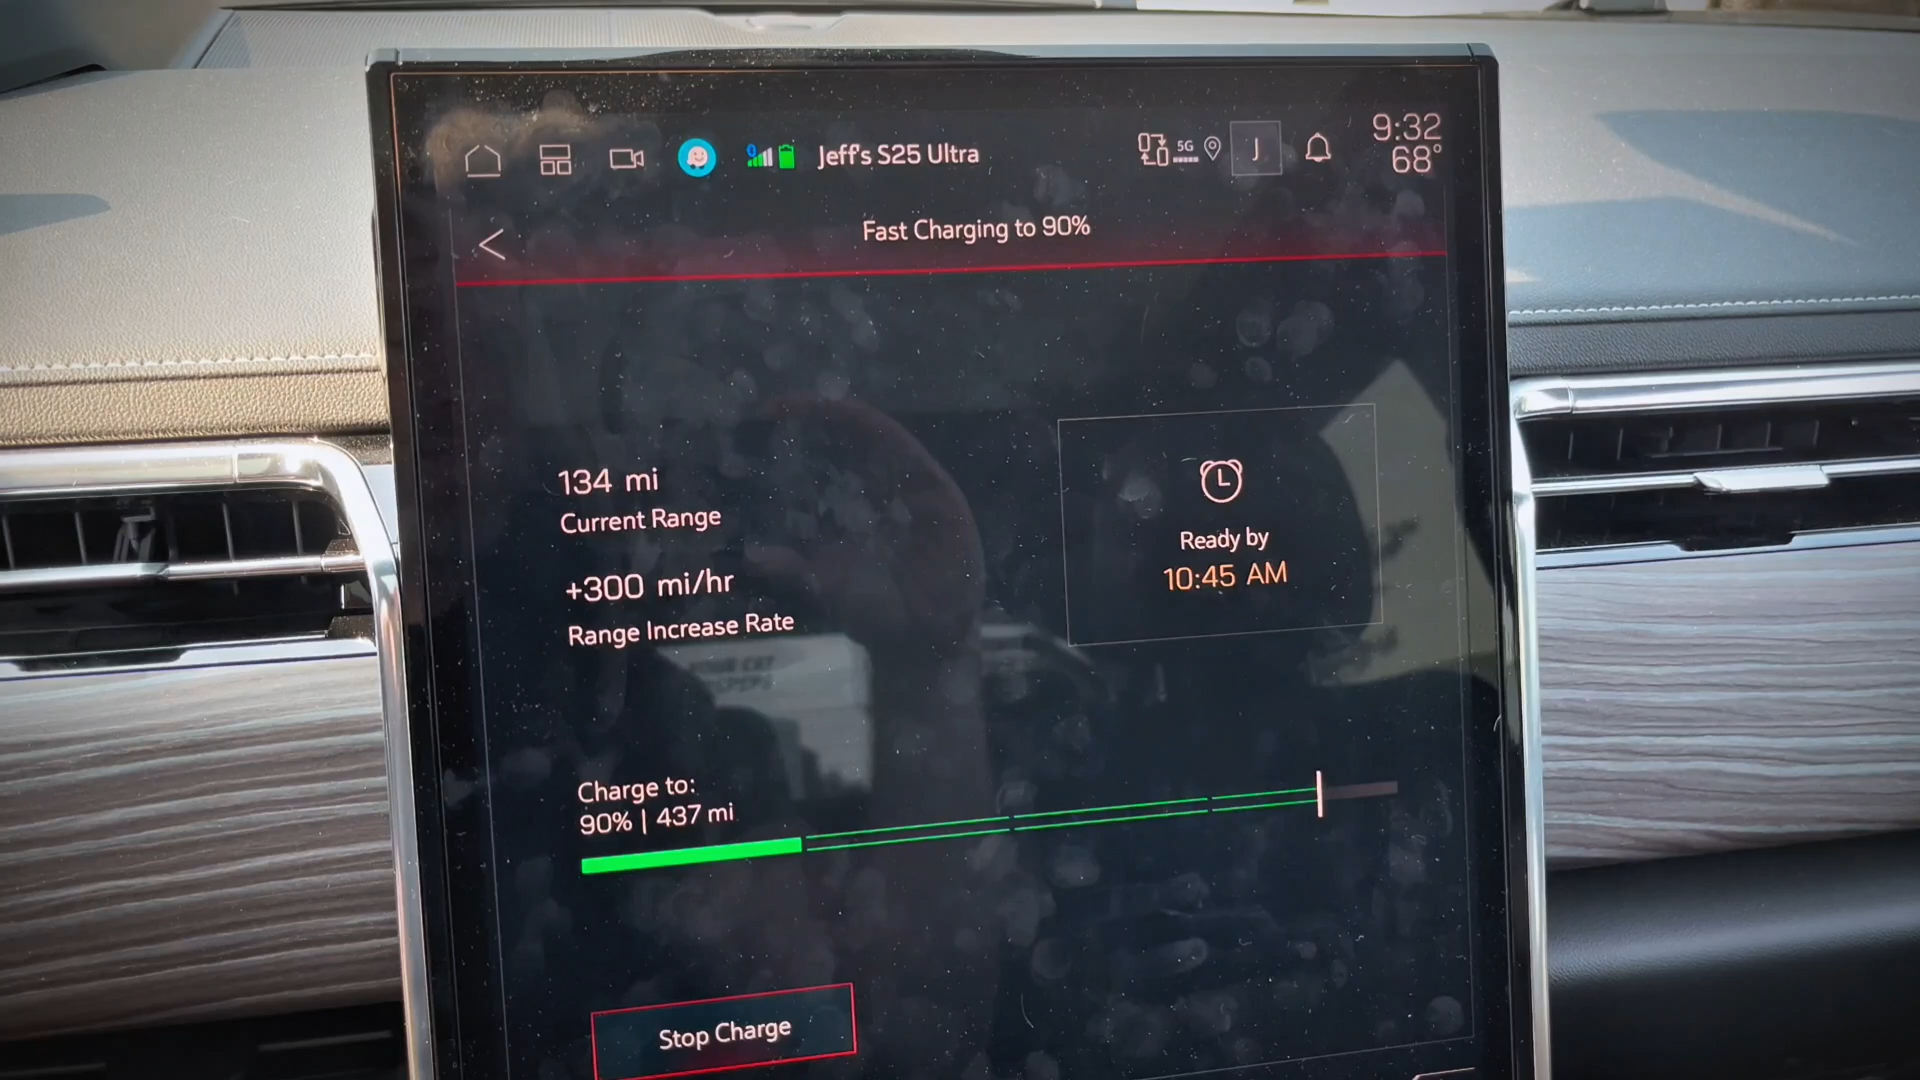 9:32
5G
J
Jeff's S25 Ultra
68°
Fast Charging to 90%
134 mi
Current Range
+300 mi/hr
Range Increase Rate
Ready by
10:45 AM
Charge to:
90% | 437 mi
Stop Charge